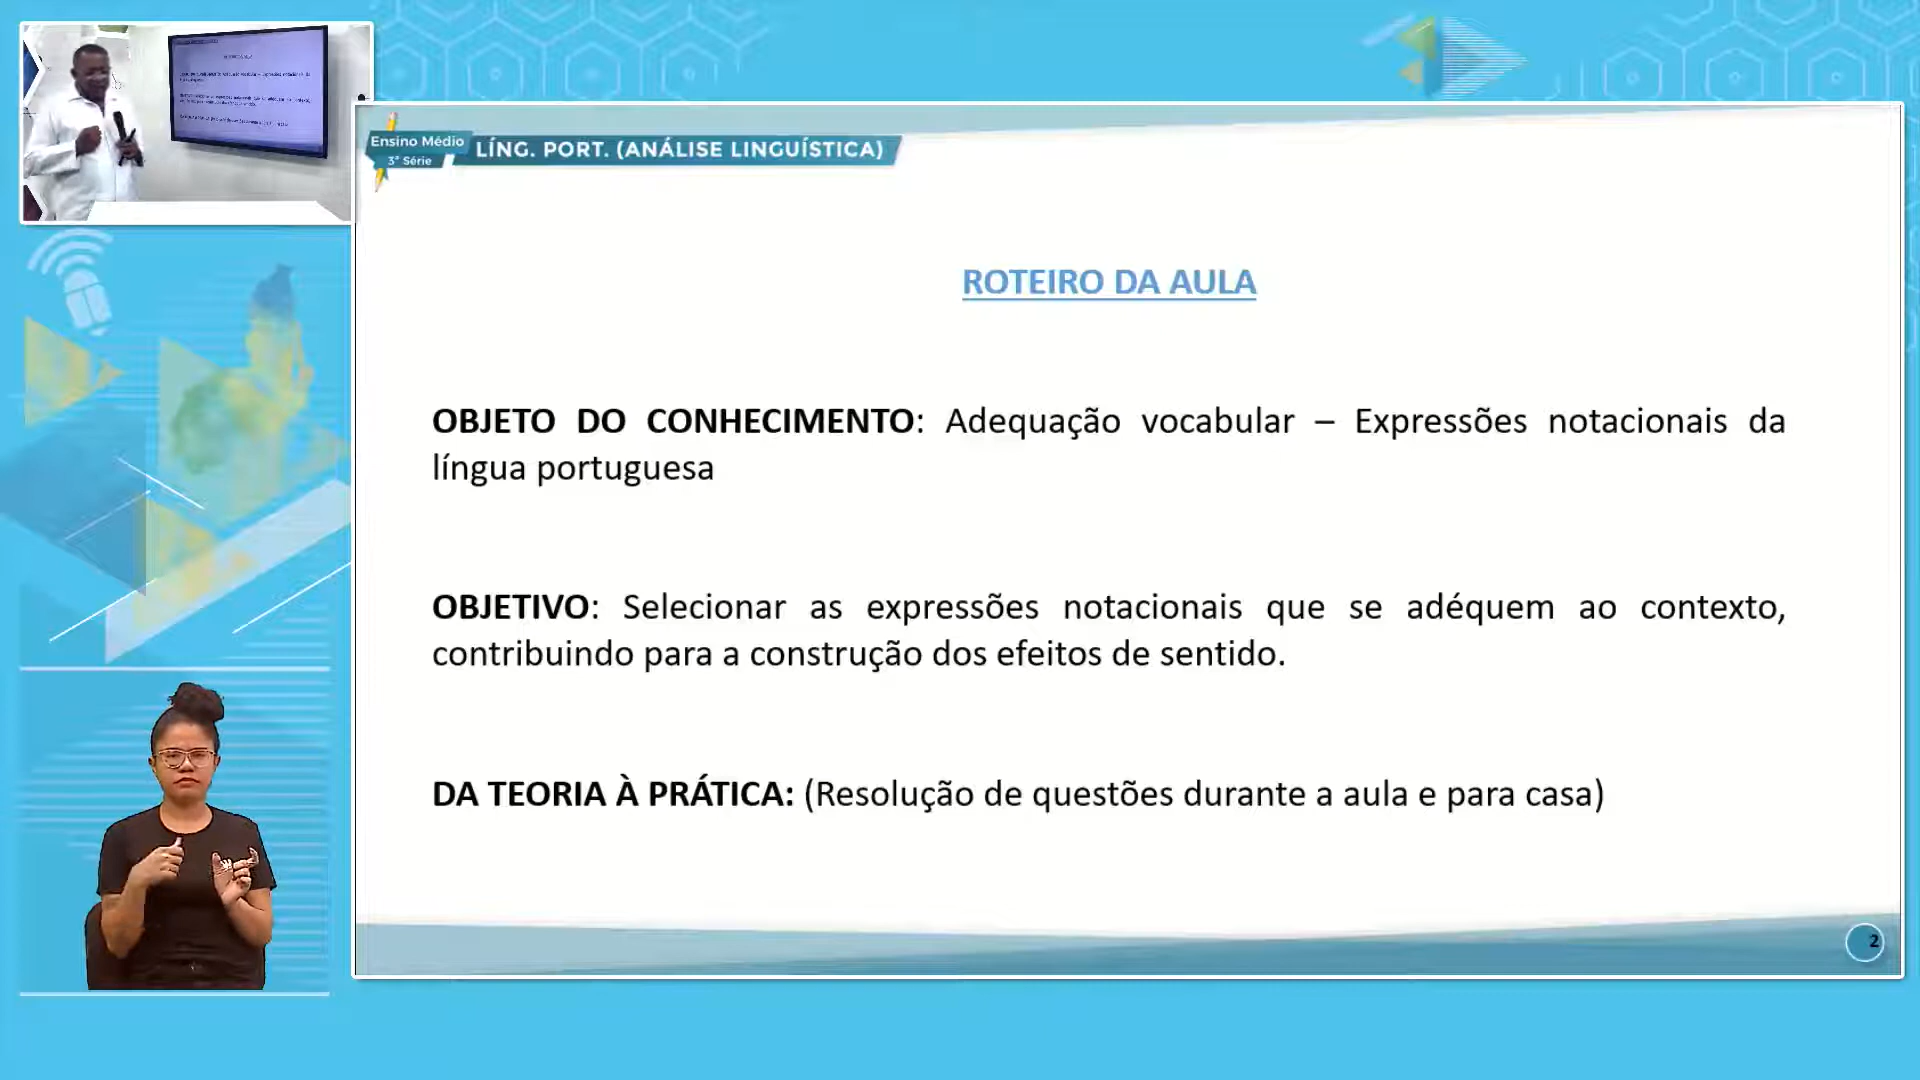 Ensino Médio
3ª Série
LÍNG. PORT. (ANÁLISE LINGUÍSTICA)
ROTEIRO DA AULA
OBJETO DO CONHECIMENTO: Adequação vocabular – Expressões notacionais da
língua portuguesa
OBJETIVO: Selecionar as expressões notacionais que se adéquem ao contexto,
contribuindo para a construção dos efeitos de sentido.
DA TEORIA À PRÁTICA: (Resolução de questões durante a aula e para casa)
2